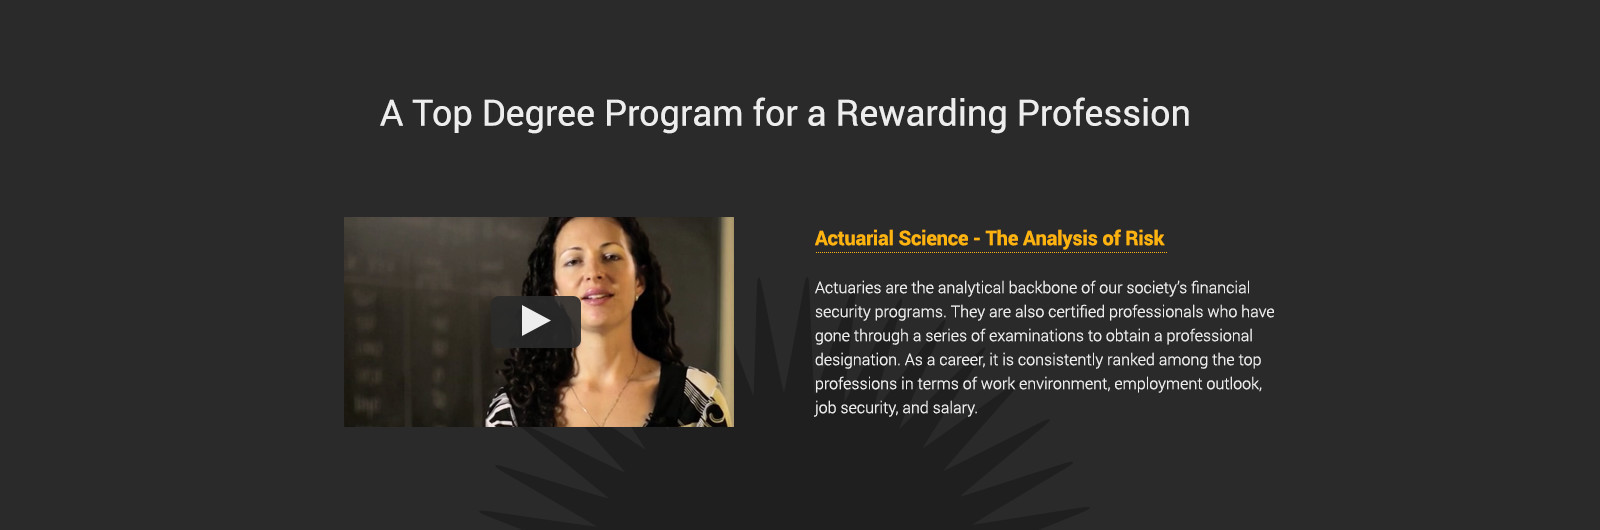 A Top Degree Program for a Rewarding Profession
Actuarial Science - The Analysis of Risk
Actuaries are the analytical backbone of our society’s financial
security programs. They are also certified professionals who have
gone through a series of examinations to obtain a professional
designation. As a career, it is consistently ranked among the top
professions in terms of work environment, employment outlook,
job security, and salary.